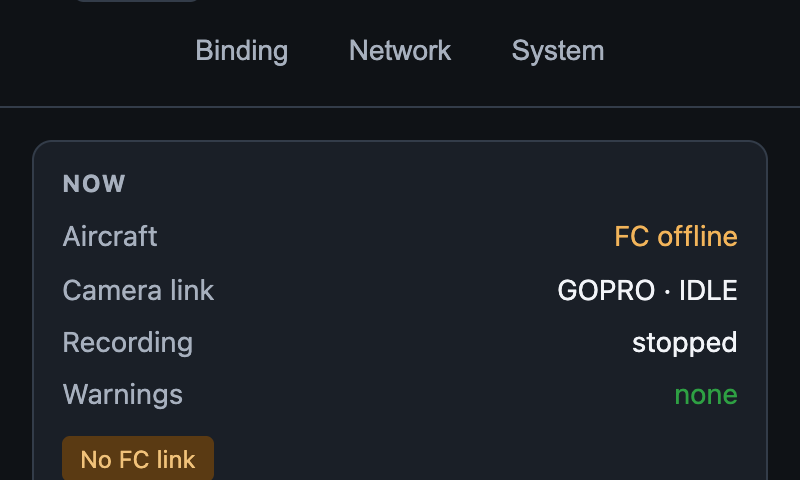 Binding Network System
NOW
Aircraft FC offline
Camera link GOPRO · IDLE
Recording stopped
Warnings none
No FC link